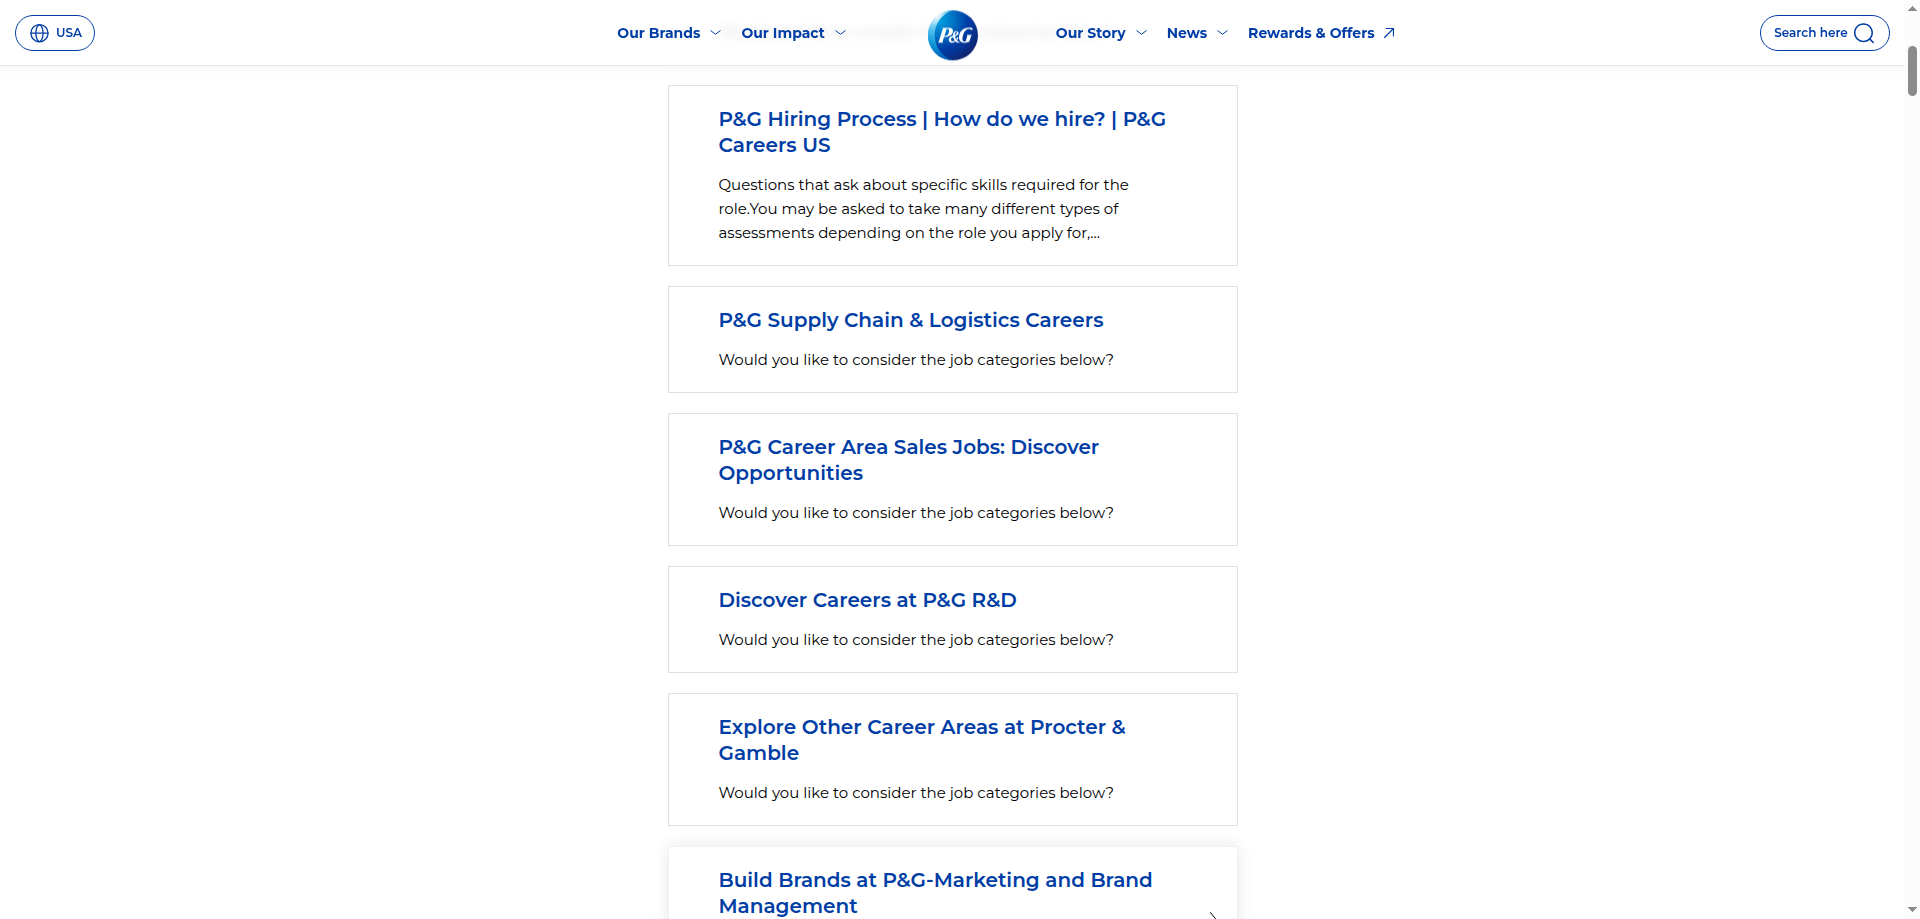 USA
Our Brands
Our Impact
P&G
Our Story
News
Rewards & Offers
Search here
P&G Hiring Process | How do we hire? | P&G
Careers US
Questions that ask about specific skills required for the
role.You may be asked to take many different types of
assessments depending on the role you apply for,...
P&G Supply Chain & Logistics Careers
Would you like to consider the job categories below?
P&G Career Area Sales Jobs: Discover
Opportunities
Would you like to consider the job categories below?
Discover Careers at P&G R&D
Would you like to consider the job categories below?
Explore Other Career Areas at Procter &
Gamble
Would you like to consider the job categories below?
Build Brands at P&G-Marketing and Brand
Management